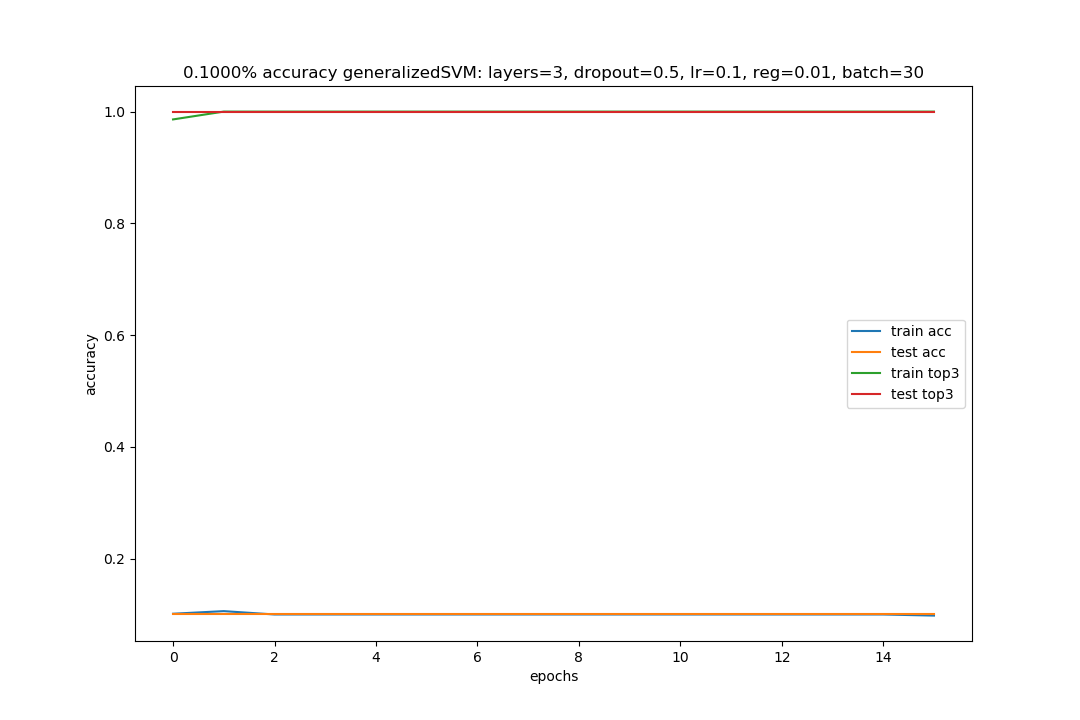 0.1000% accuracy generalizedSVM: layers=3, dropout=0.5, lr=0.1, reg=0.01, batch=30
1.0
0.8
0.6
0.4
0.2
accuracy
train acc
test acc
train top3
test top3
0 2 4 6 8 10 12 14
epochs